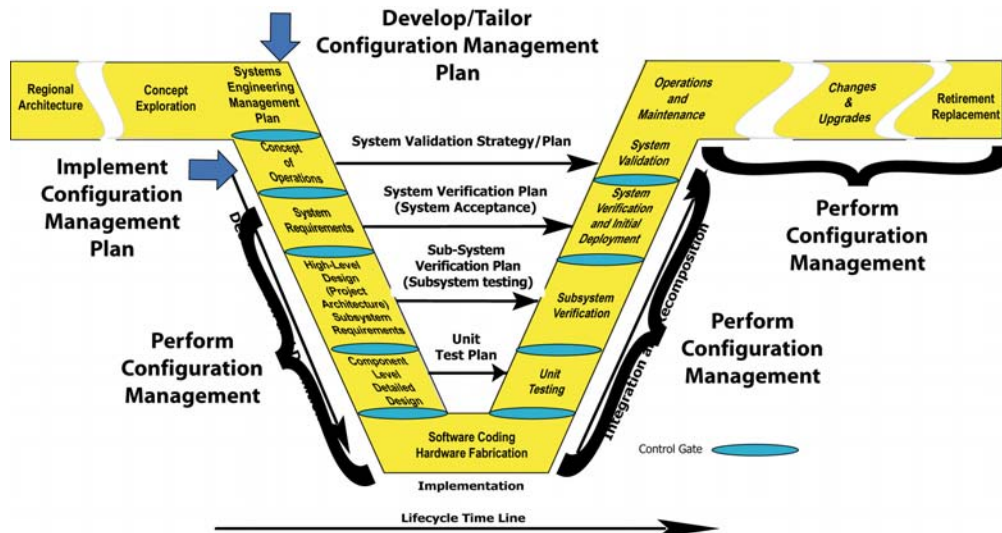 Develop/Tailor
Configuration Management
Plan
Regional
Architecture
Concept
Exploration
Systems
Engineering
Management
Plan
Operations
and
Maintenance
Changes
&
Upgrades
Retirement
Replacement
Implement
Configuration
Management
Plan
Concept
of
Operations
System Validation Strategy/Plan
System
Validation
System
Requirements
System Verification Plan
(System Acceptance)
System
Verification
and Initial
Deployment
High-Level
Design
(Project
Architecture)
Subsystem
Requirements
Sub-System
Verification Plan
(Subsystem testing)
Subsystem
Verification
Component
Level
Detailed
Design
Unit
Test Plan
Unit
Testing
Software Coding
Hardware Fabrication
Implementation
Perform
Configuration
Management
Integration
Recomposition
Perform
Configuration
Management
Perform
Configuration
Management
Control Gate
Lifecycle Time Line